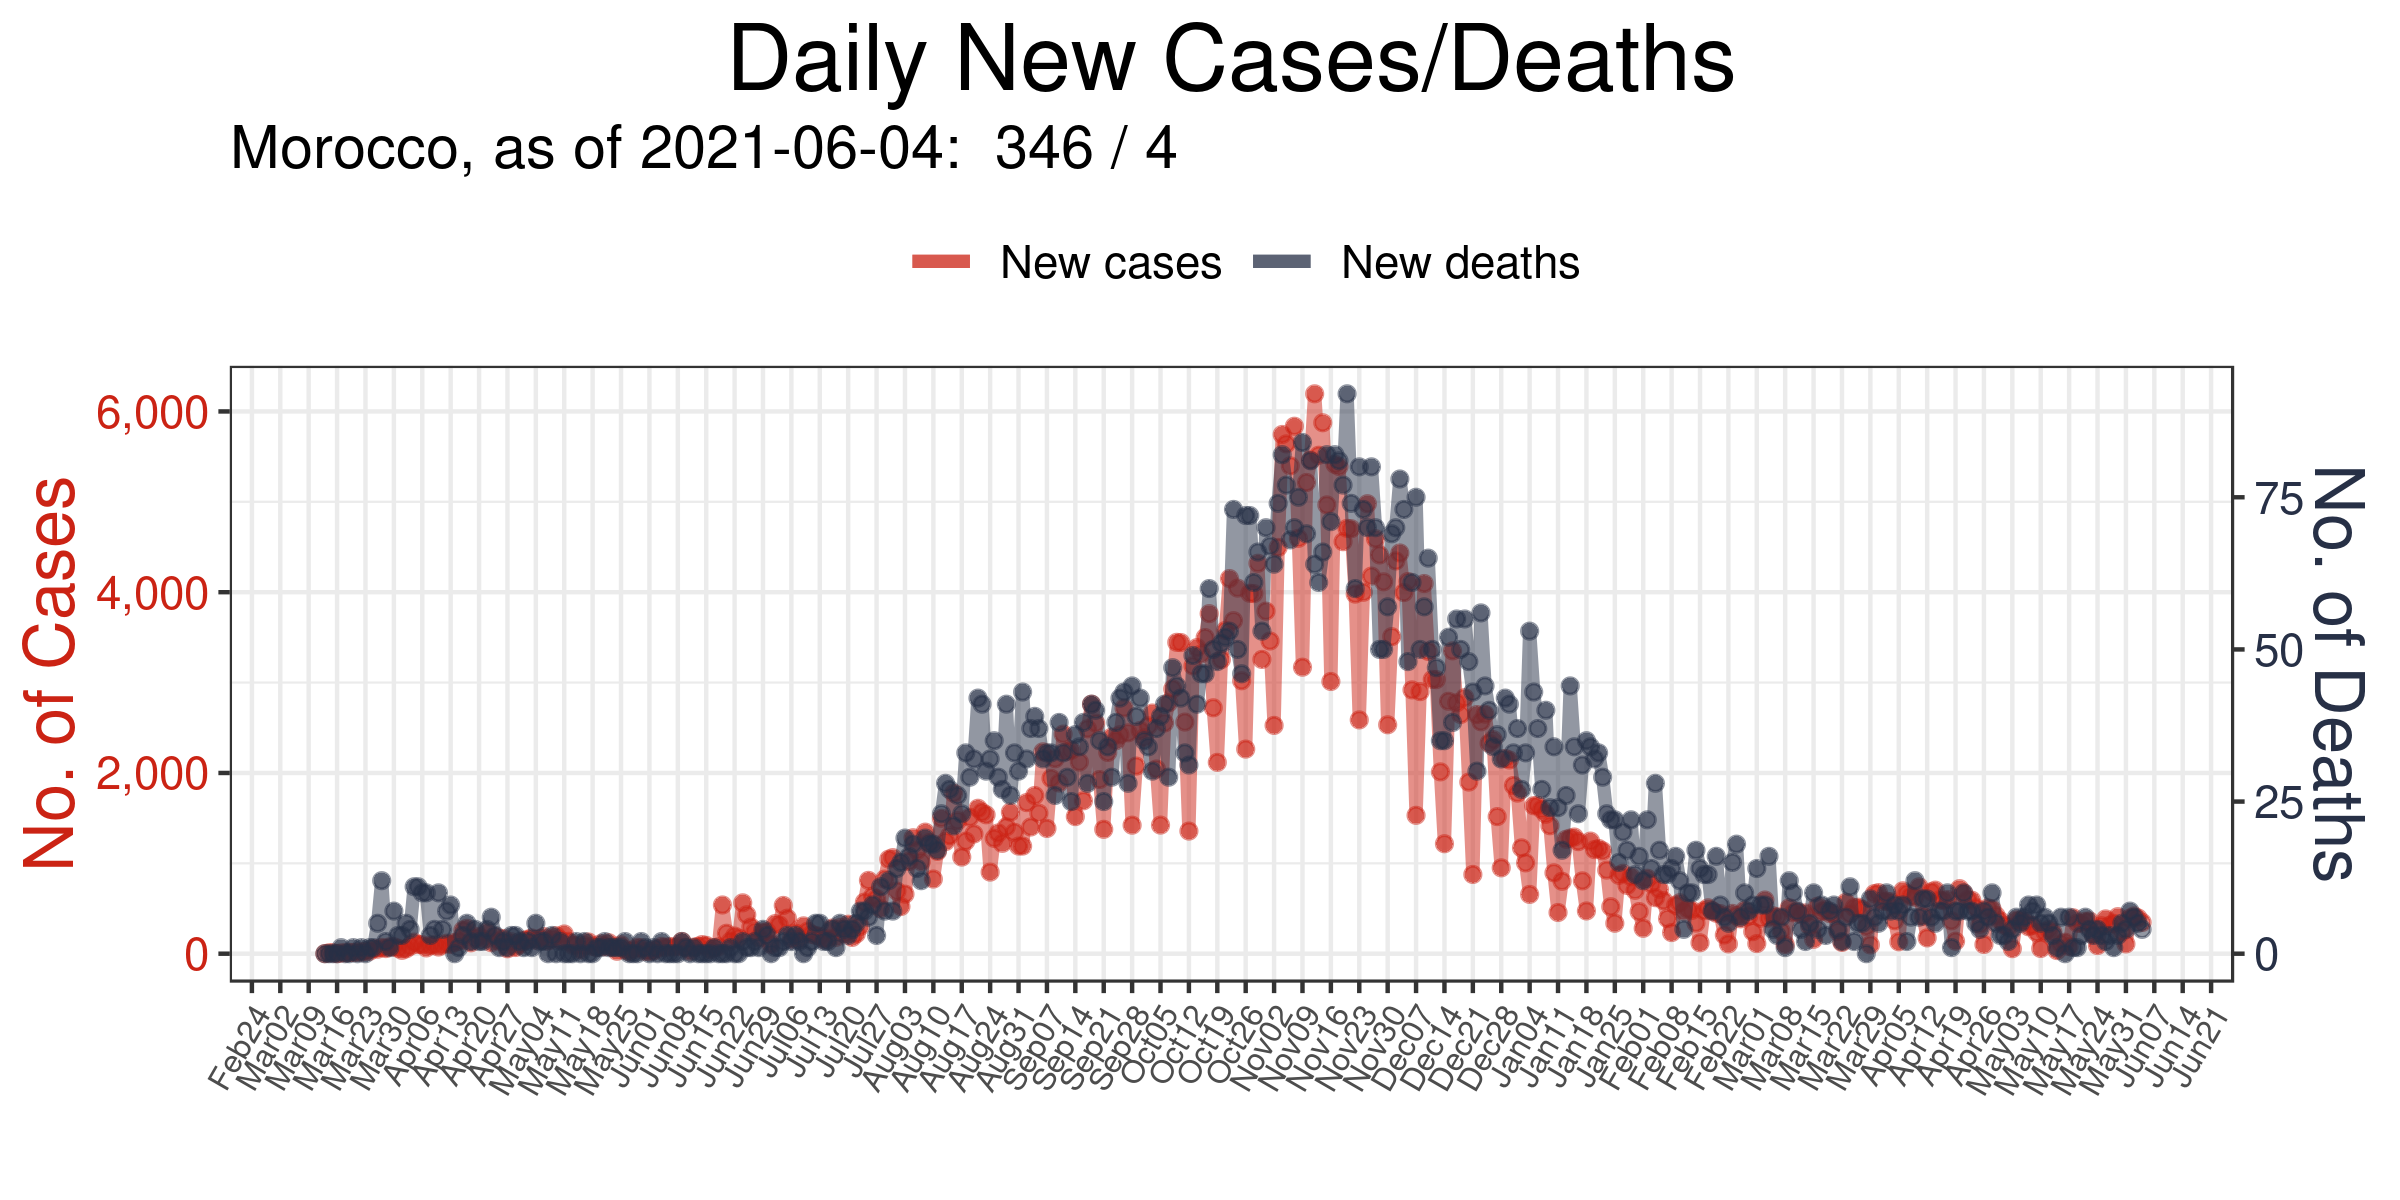 Daily New Cases/Deaths
Morocco, as of 2021-06-04:  346 / 4
New cases New deaths
No. of Cases
6,000
4,000
2,000
0
75
50
25
0
No. of Deaths
Feb24 Mar02 Mar09 Mar16 Mar23 Mar30 Apr06 Apr13 Apr20 Apr27 May04 May11 May18 May25 Jun01 Jun08 Jun15 Jun22 Jun29 Jul06 Jul13 Jul20 Jul27 Aug03 Aug10 Aug17 Aug24 Aug31 Sep07 Sep14 Sep21 Sep28 Oct05 Oct12 Oct19 Oct26 Nov02 Nov09 Nov16 Nov23 Nov30 Dec07 Dec14 Dec21 Dec28 Jan04 Jan11 Jan18 Jan25 Feb01 Feb08 Feb15 Feb22 Mar01 Mar08 Mar15 Mar22 Mar29 Apr05 Apr12 Apr19 Apr26 May03 May10 May17 May24 May31 Jun07 Jun14 Jun21